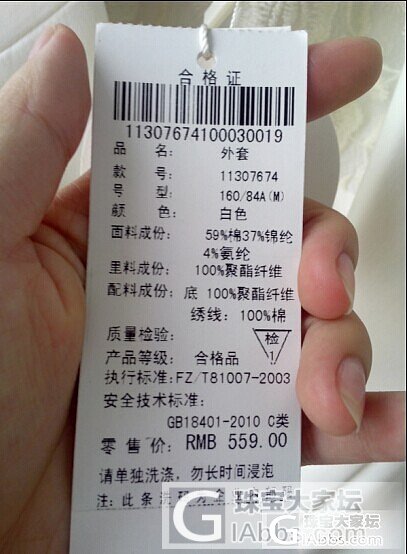 合格证
11307674100030019
品 名: 外套
款 号: 11307674
号 型: 160/84A(M)
颜 色: 白色
面料成份: 59%棉37%锦纶
4%氨纶
里料成份: 100%聚酯纤维
配料成份: 底 100%聚酯纤维
绣线: 100%棉
质量检验: 检
1
产品等级: 合格品
执行标准:FZ/T81007-2003
安全技术标准:
GB18401-2010 C类
零售价: RMB 559.00
请单独洗涤,勿长时间浸泡
注:此条
珠宝大家坛